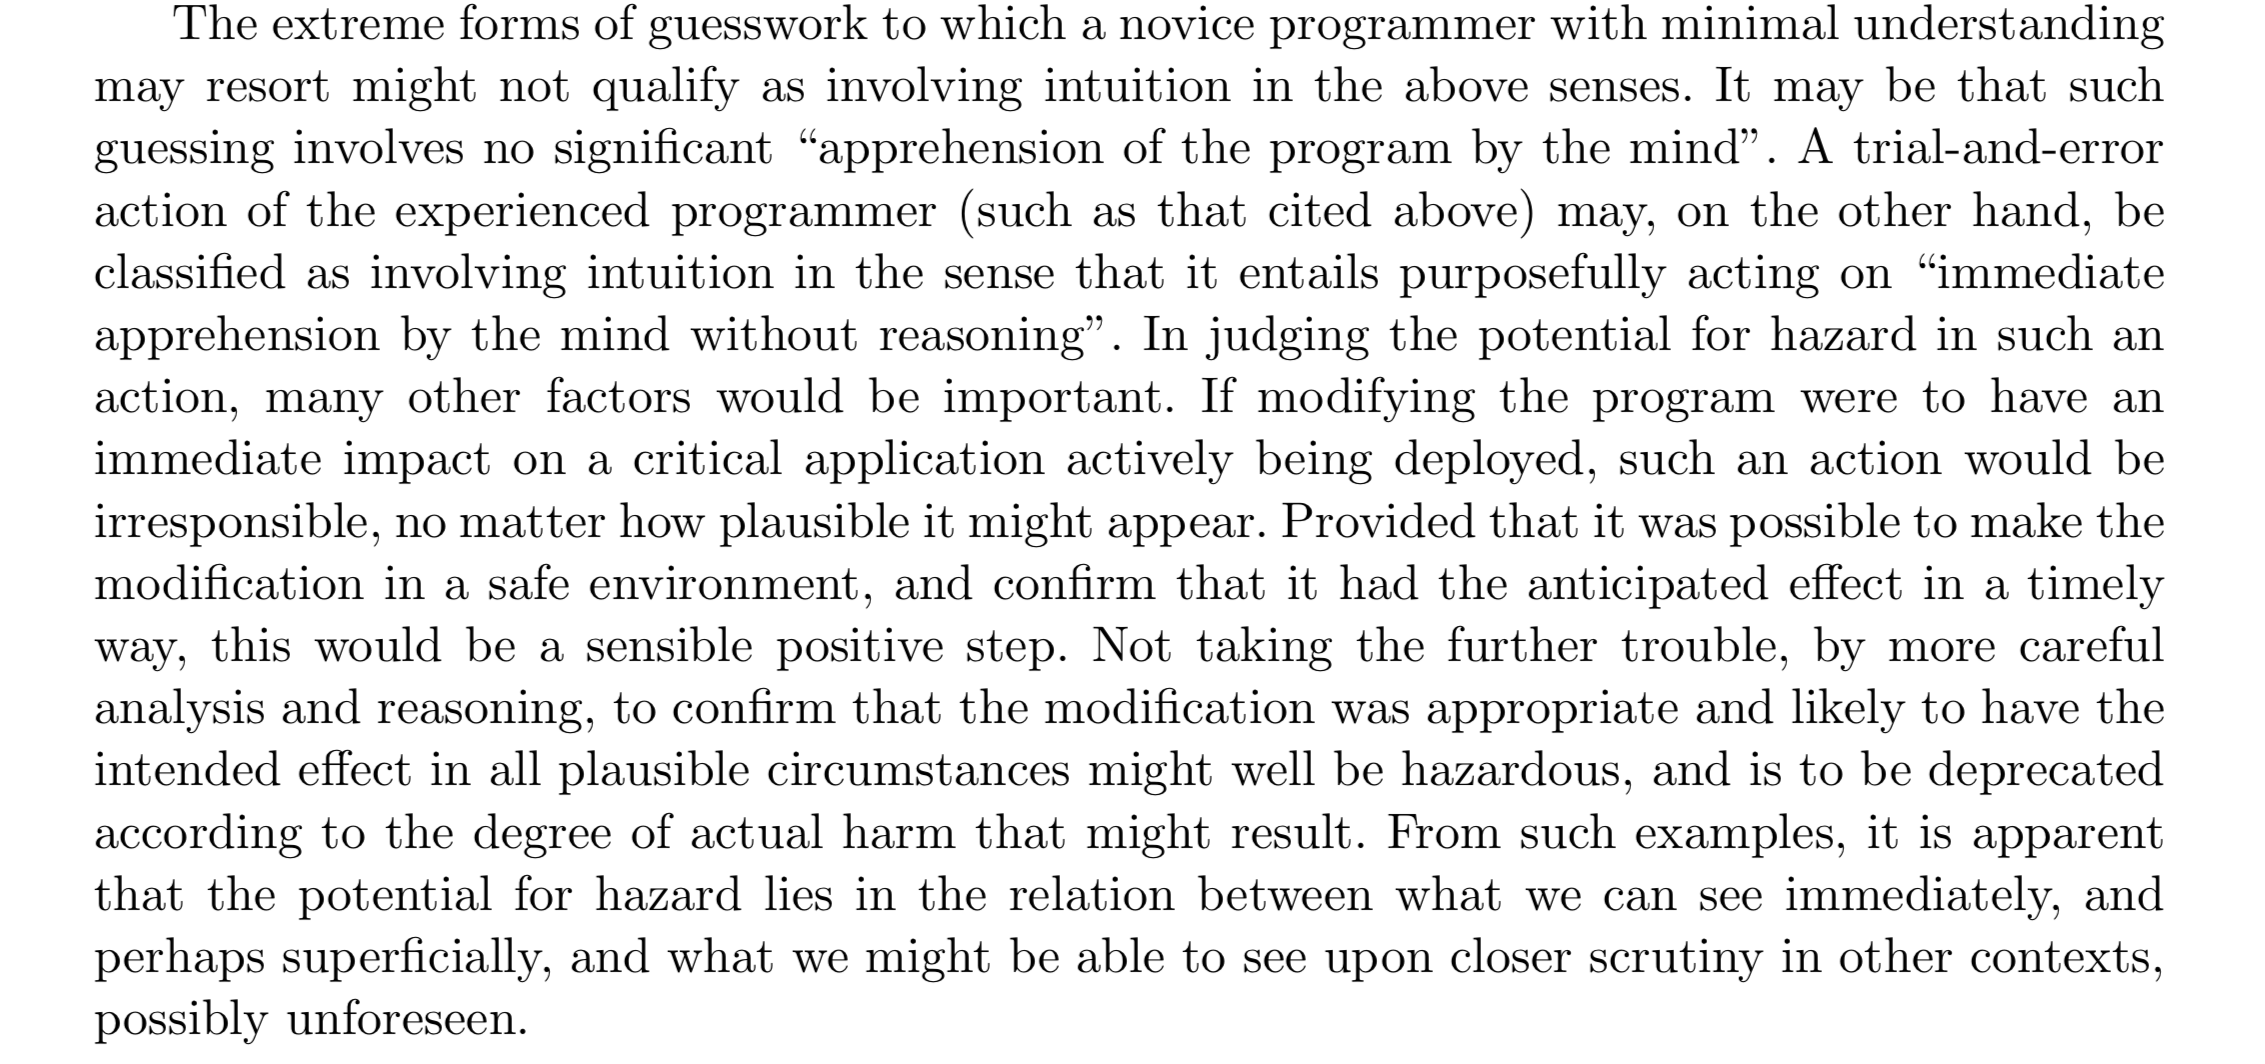 The extreme forms of guesswork to which a novice programmer with minimal understanding
may resort might not qualify as involving intuition in the above senses. It may be that such
guessing involves no significant “apprehension of the program by the mind”. A trial-and-error
action of the experienced programmer (such as that cited above) may, on the other hand, be
classified as involving intuition in the sense that it entails purposefully acting on “immediate
apprehension by the mind without reasoning”. In judging the potential for hazard in such an
action, many other factors would be important. If modifying the program were to have an
immediate impact on a critical application actively being deployed, such an action would be
irresponsible, no matter how plausible it might appear. Provided that it was possible to make the
modification in a safe environment, and confirm that it had the anticipated effect in a timely
way, this would be a sensible positive step. Not taking the further trouble, by more careful
analysis and reasoning, to confirm that the modification was appropriate and likely to have the
intended effect in all plausible circumstances might well be hazardous, and is to be deprecated
according to the degree of actual harm that might result. From such examples, it is apparent
that the potential for hazard lies in the relation between what we can see immediately, and
perhaps superficially, and what we might be able to see upon closer scrutiny in other contexts,
possibly unforeseen.